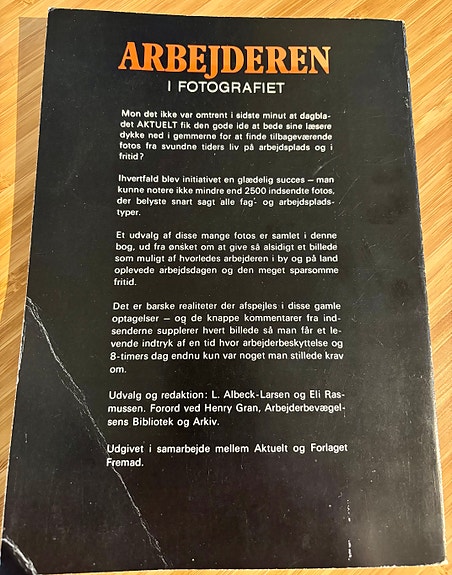 ARBEJDEREN
I FOTOGRAFIET
Mon det ikke var omtrent i sidste minut at dagbla-
det AKTUELT fik den gode ide at bede sine læsere
dykke ned i gemmerne for at finde tilbageværende
fotos fra svundne tiders liv på arbejdsplads og i
fritid?
Ihvertfald blev initiativet en glædelig succes – man
kunne notere ikke mindre end 2500 indsendte fotos,
der belyste snart sagt alle fag- og arbejdsplads-
typer.
Et udvalg af disse mange fotos er samlet i denne
bog, ud fra ønsket om at give så alsidigt et billede
som muligt af hvorledes arbejderen i by og på land
oplevede arbejdsdagen og den meget sparsomme
fritid.
Det er barske realiteter der afspejles i disse gamle
optagelser – og de knappe kommentarer fra ind-
senderne supplerer hvert billede så man får et le-
vende indtryk af en tid hvor arbejderbeskyttelse og
8-timers dag endnu kun var noget man stillede krav
om.
Udvalg og redaktion: L. Albeck-Larsen og Eli Ras-
mussen. Forord ved Henry Gran, Arbejderbevægel-
sens Bibliotek og Arkiv.
Udgivet i samarbejde mellem Aktuelt og Forlaget
Fremad.